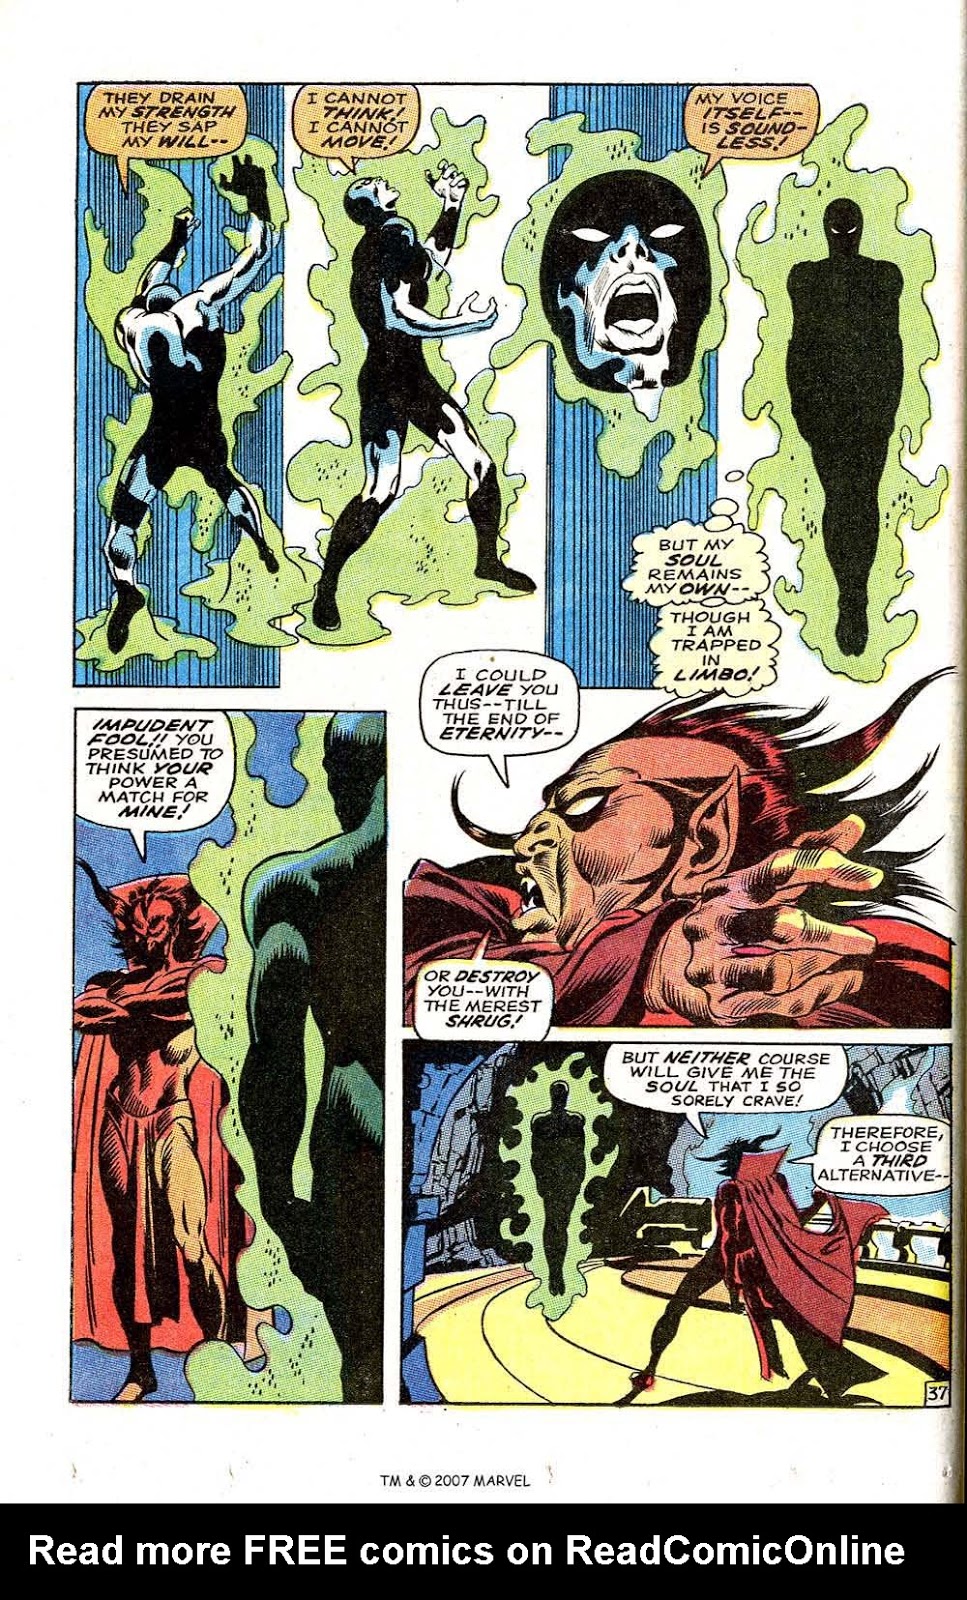 THEY DRAIN
MY STRENGTH
THEY SAP
MY WILL--
I CANNOT
THINK!
I CANNOT
MOVE!
MY VOICE
ITSELF--
IS SOUND-
LESS!
BUT MY
SOUL
REMAINS
MY OWN--
THOUGH
I AM
TRAPPED
IN
LIMBO!
IMPUDENT
FOOL!! YOU
PRESUMED TO
THINK YOUR
POWER A
MATCH FOR
MINE!
I COULD
LEAVE YOU
THUS--TILL
THE END OF
ETERNITY--
OR DESTROY
YOU--WITH
THE MEREST
SHRUG!
BUT NEITHER COURSE
WILL GIVE ME THE
SOUL THAT I SO
SORELY CRAVE!
THEREFORE,
I CHOOSE
A THIRD
ALTERNATIVE--
37
TM & © 2007 MARVEL
Read more FREE comics on ReadComicOnline